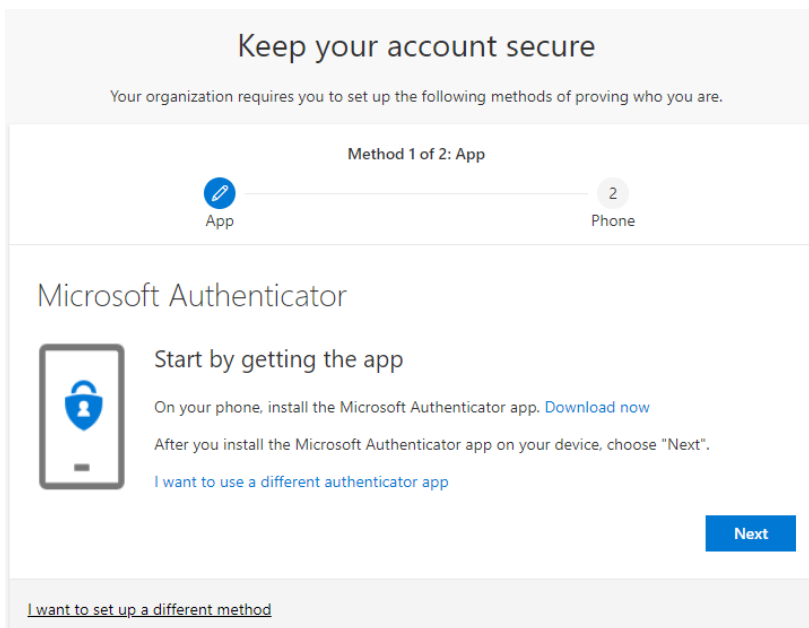 Keep your account secure
Your organization requires you to set up the following methods of proving who you are.
Method 1 of 2: App
2
App
Phone
Microsoft Authenticator
Start by getting the app
On your phone, install the Microsoft Authenticator app. Download now
After you install the Microsoft Authenticator app on your device, choose "Next".
I want to use a different authenticator app
Next
I want to set up a different method